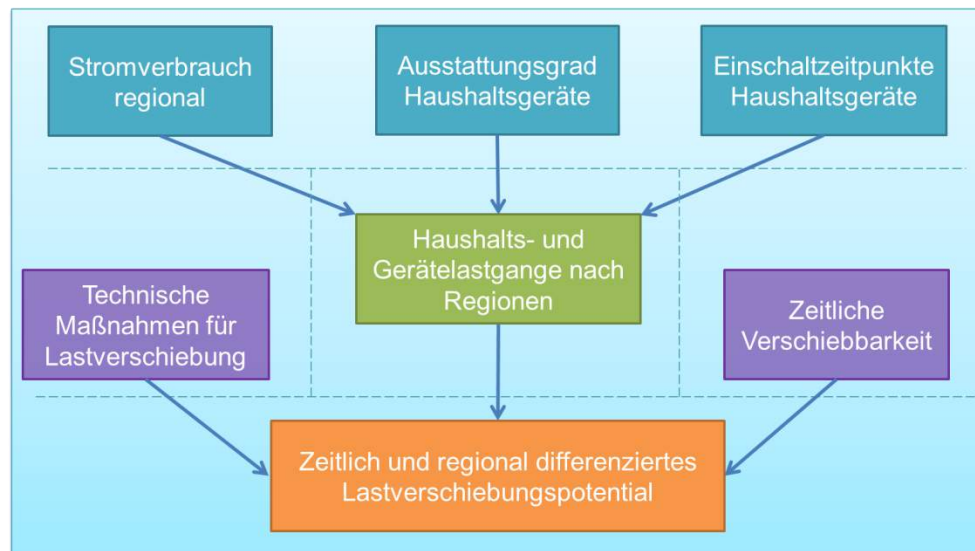 Stromverbrauch
regional
Ausstattungsgrad
Haushaltsgeräte
Einschaltzeitpunkte
Haushaltsgeräte
Haushalts- und
Gerätelastgange nach
Regionen
Technische
Maßnahmen für
Lastverschiebung
Zeitliche
Verschiebbarkeit
Zeitlich und regional differenziertes
Lastverschiebungspotential